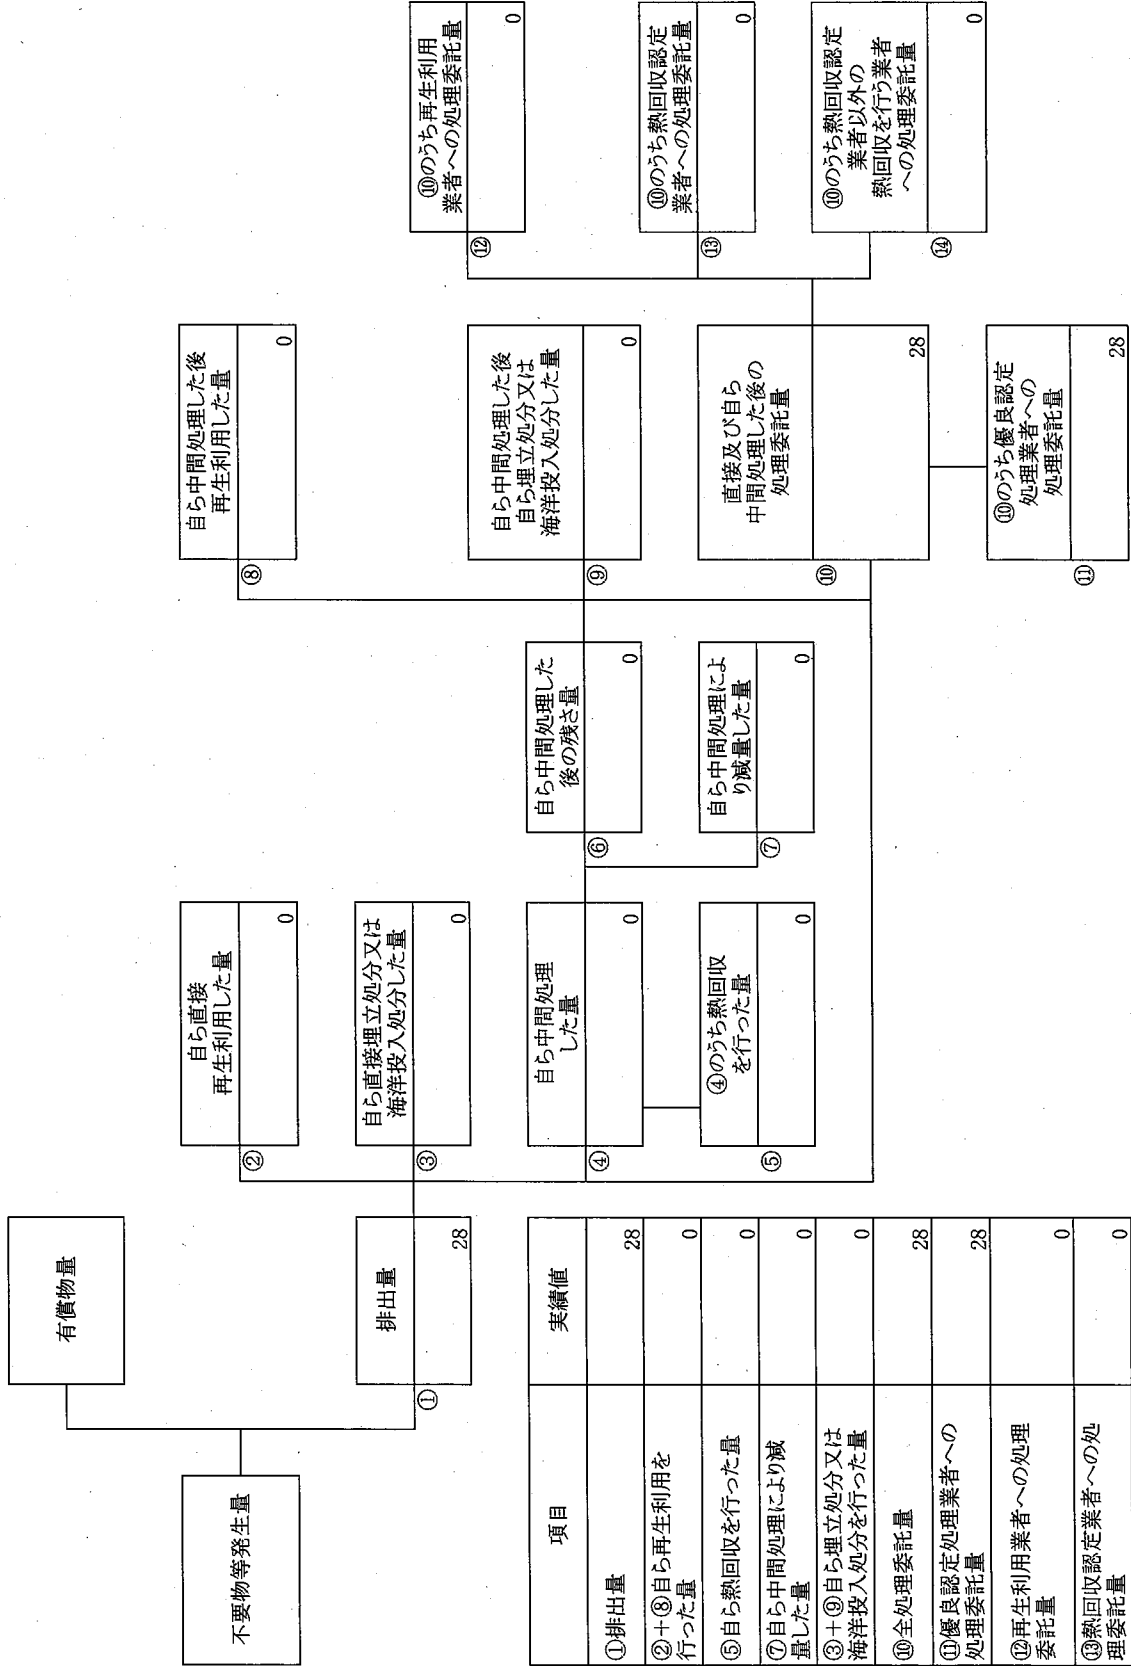 不要物等発生量
有償物量
①
排出量
28
②
自ら直接
再生利用した量
0
③
自ら直接埋立処分又は
海洋投入処分した量
0
④
自ら中間処理
した量
0
⑤
④のうち熱回収
を行った量
0
⑥
自ら中間処理した
後の残さ量
0
⑦
自ら中間処理によ
り減量した量
0
⑧
自ら中間処理した後
再生利用した量
0
⑨
自ら中間処理した後
自ら埋立処分又は
海洋投入処分した量
0
⑩
直接及び自ら
中間処理した後の
処理委託量
28
⑪
⑩のうち優良認定
処理業者への
処理委託量
28
⑫
⑩のうち再生利用
業者への処理委託量
0
⑬
⑩のうち熱回収認定
業者への処理委託量
0
⑭
⑩のうち熱回収認定
業者以外の
熱回収を行う業者
への処理委託量
0
項目 実績値
①排出量 28
②+⑧自ら再生利用を
行った量 0
⑤自ら熱回収を行った量 0
⑦自ら中間処理により減
量した量 0
③+⑨自ら埋立処分又は
海洋投入処分を行った量 0
⑩全処理委託量 28
⑪優良認定処理業者への
処理委託量 28
⑫再生利用業者への処理
委託量 0
⑬熱回収認定業者への処
理委託量 0